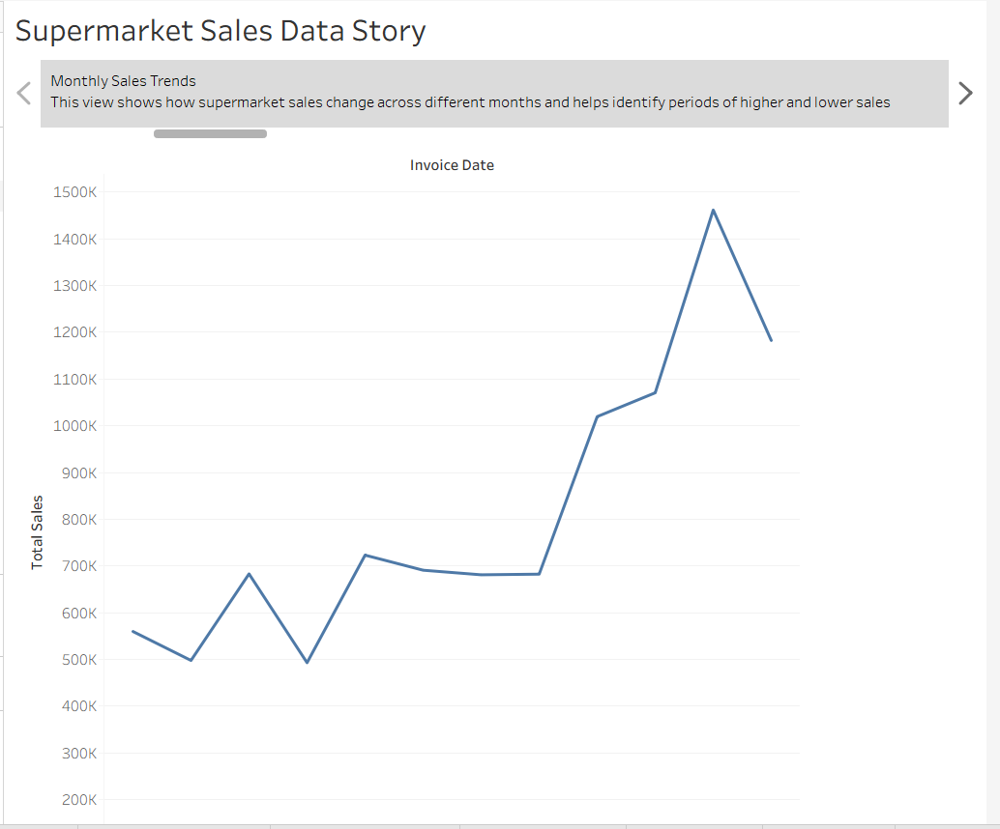 Supermarket Sales Data Story
Monthly Sales Trends
This view shows how supermarket sales change across different months and helps identify periods of higher and lower sales
Invoice Date
1500K
1400K
1300K
1200K
1100K
1000K
900K
800K
700K
600K
500K
400K
300K
200K
Total Sales